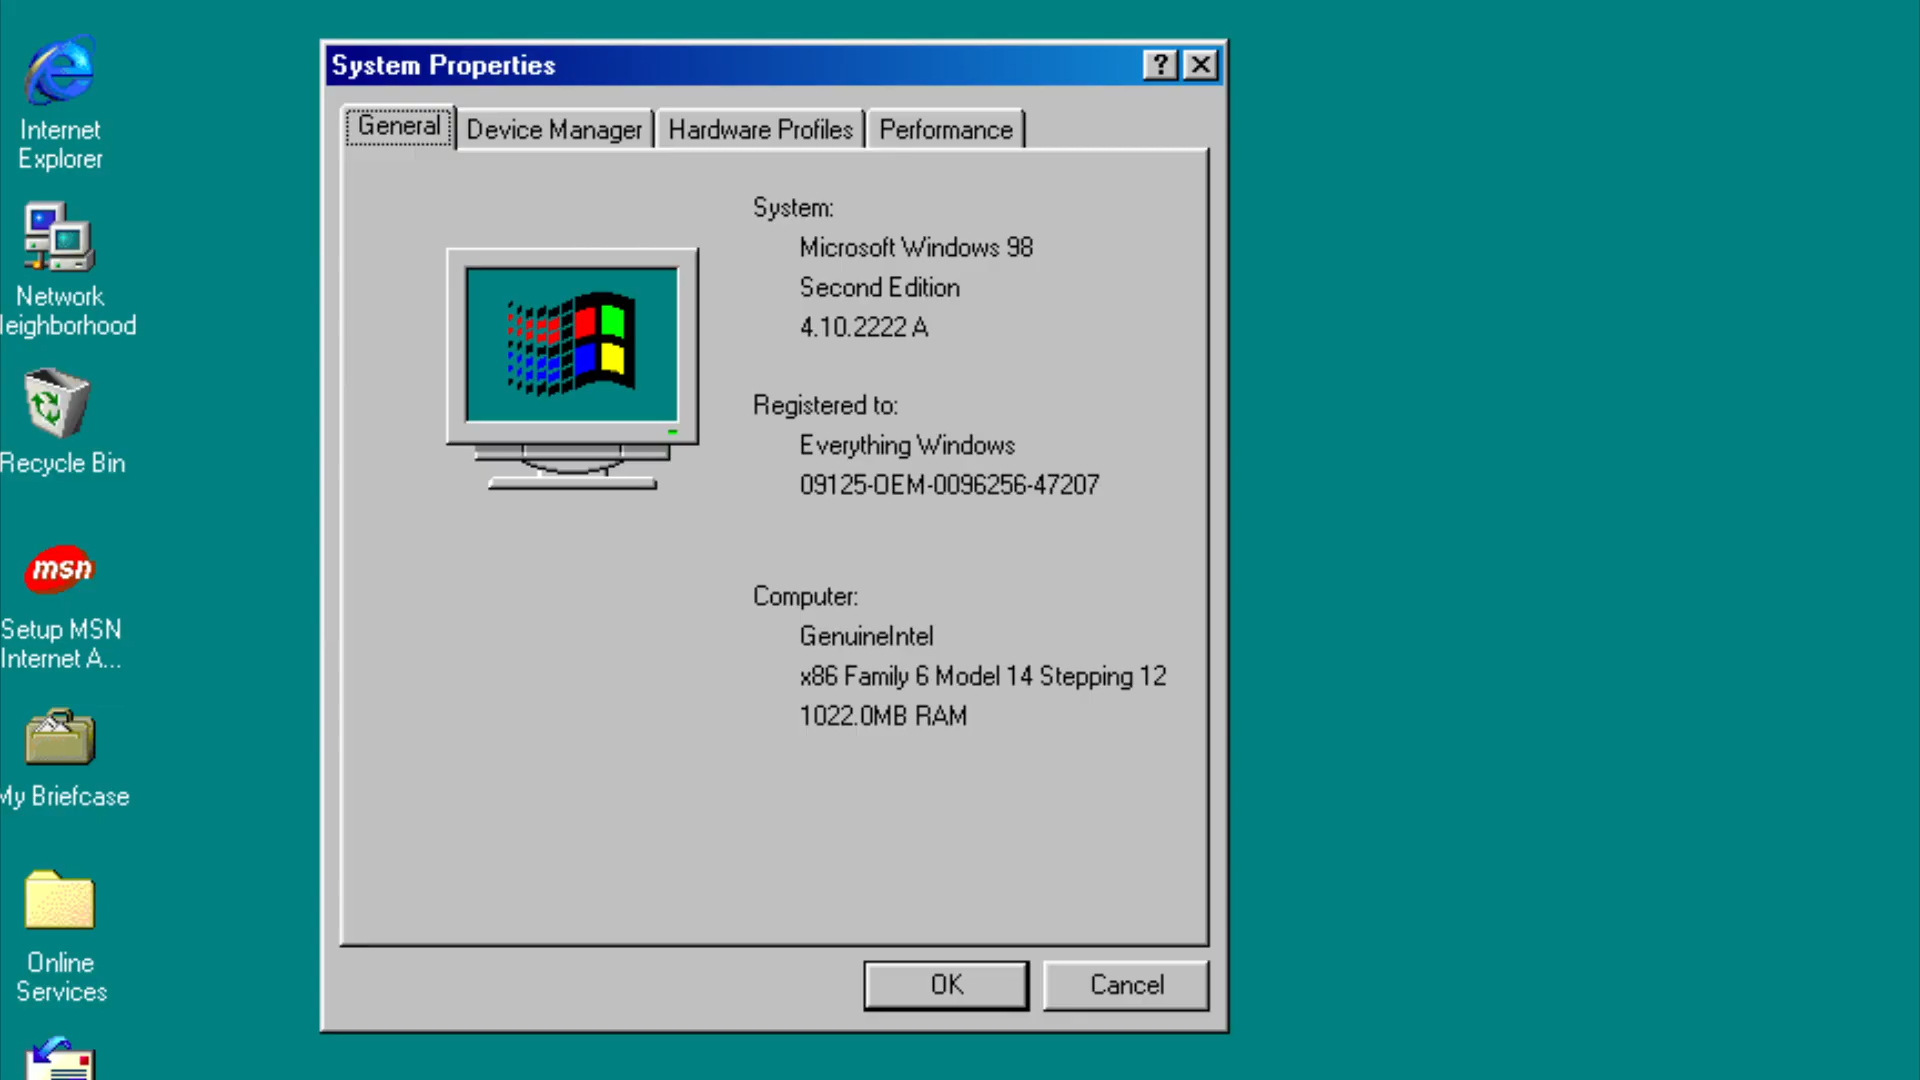 Internet
Explorer
Network
leighborhood
Recycle Bin
msn
Setup MSN
Internet A...
My Briefcase
Online
Services
System Properties
?
General
Device Manager
Hardware Profiles
Performance
System:
Microsoft Windows 98
Second Edition
4.10.2222 A
Registered to:
Everything Windows
09125-OEM-0096256-47207
Computer:
GenuineIntel
x86 Family 6 Model 14 Stepping 12
1022.0MB RAM
OK
Cancel